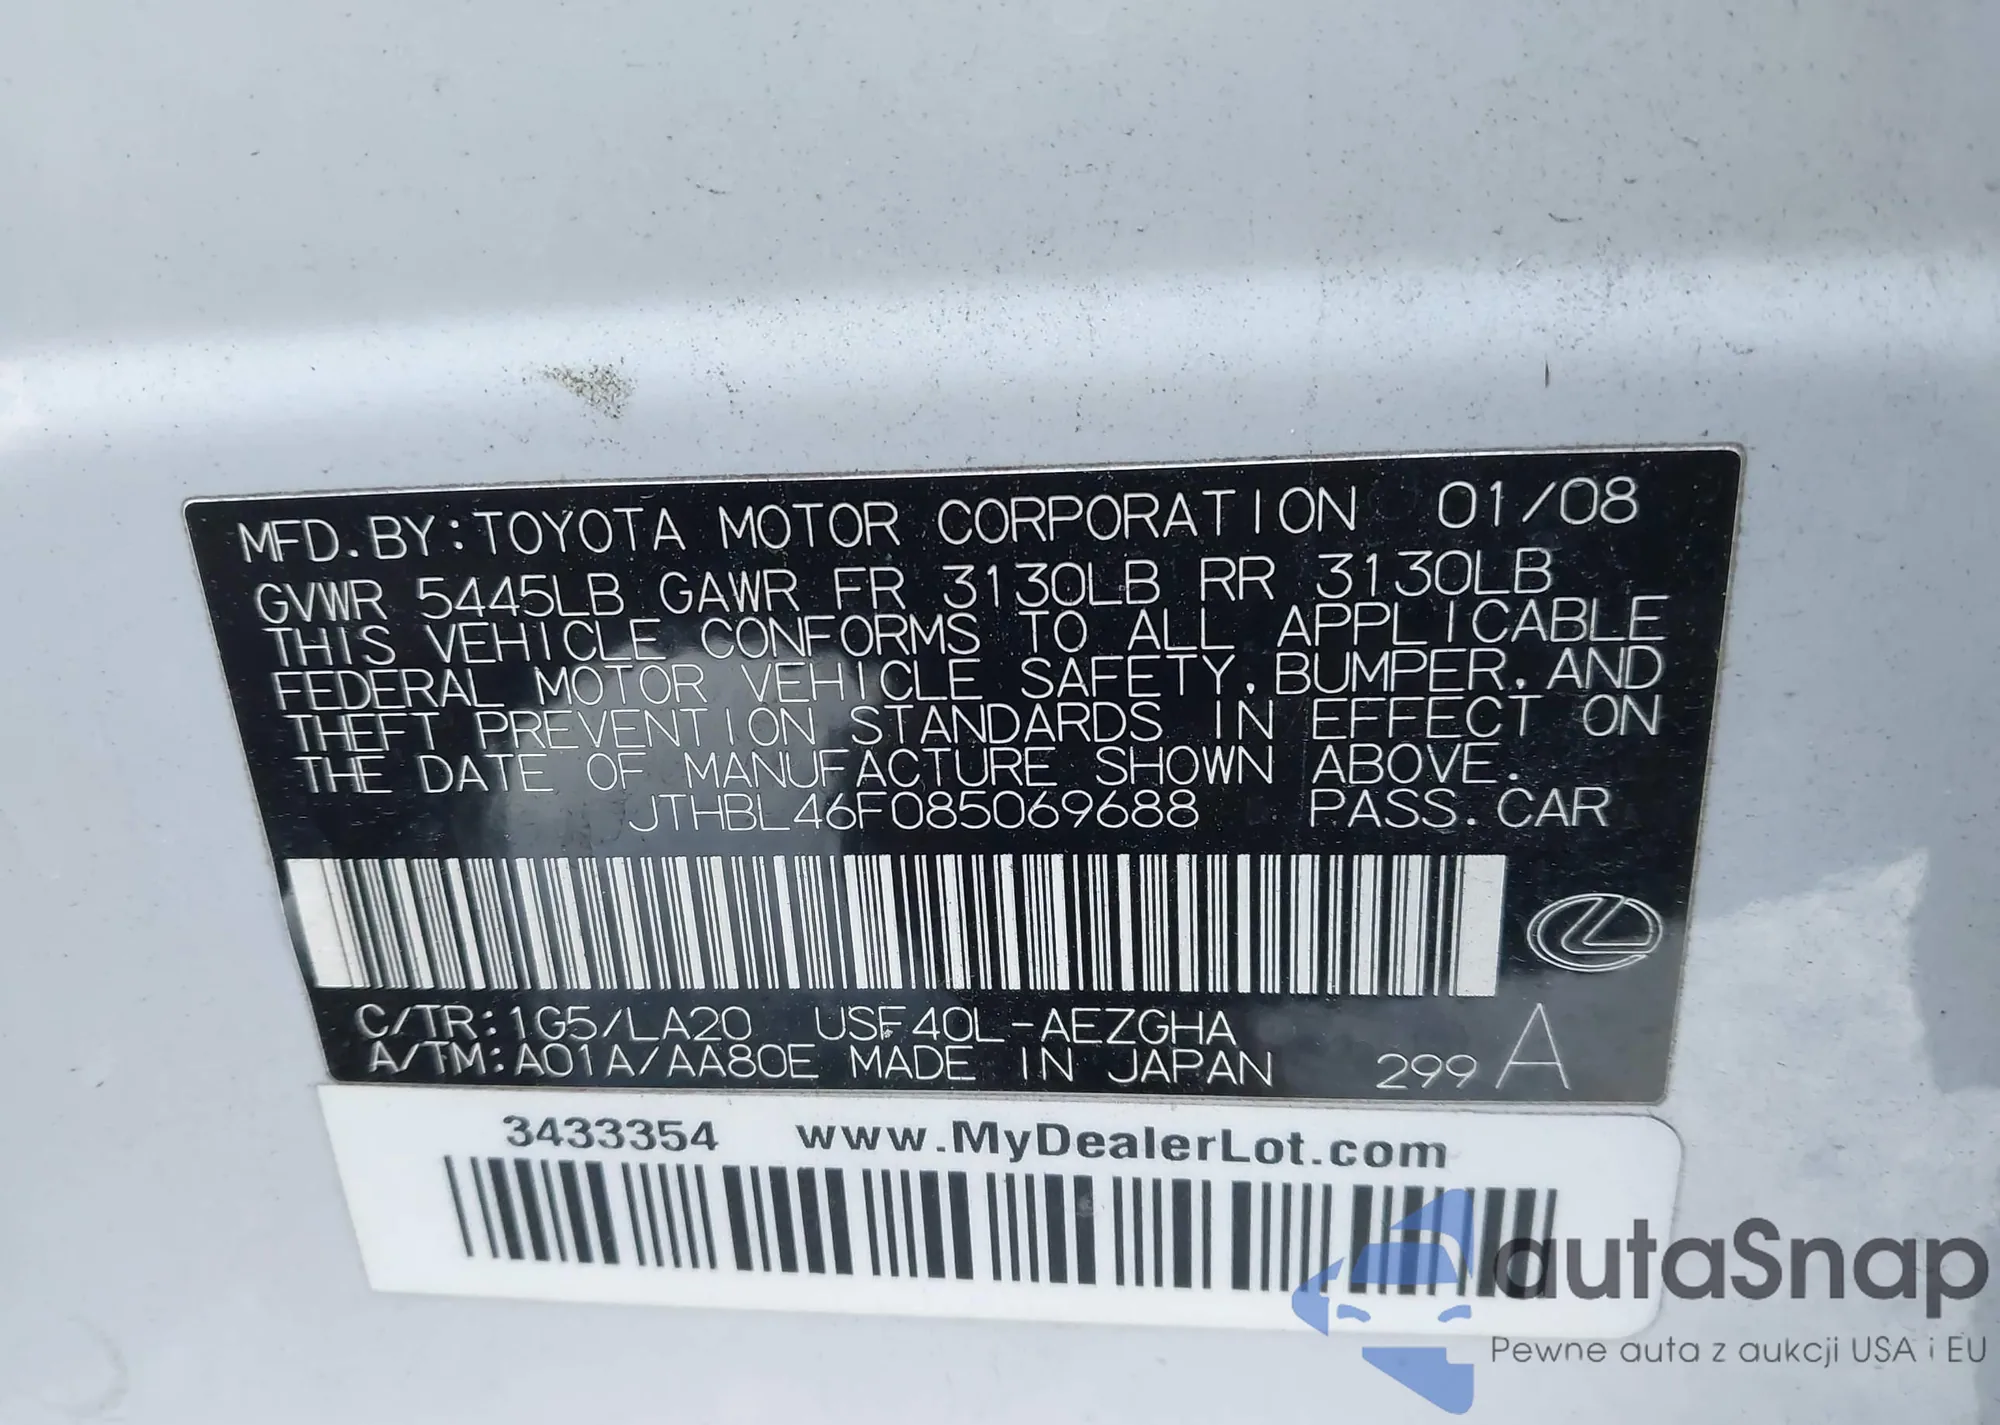 MFD.BY:TOYOTA MOTOR CORPORATION 01/08
GVWR 5445LB GAWR FR 3130LB RR 3130LB
THIS VEHICLE CONFORMS TO ALL APPLICABLE
FEDERAL MOTOR VEHICLE SAFETY, BUMPER, AND
THEFT PREVENTION STANDARDS IN EFFECT ON
THE DATE OF MANUFACTURE SHOWN ABOVE.
JTHBL46F085069688 PASS.CAR
C/TR:1G5/LA20 USF40L-AEZGHA
A/TM:A01A/AA80E MADE IN JAPAN 299 A
3433354 www.MyDealerLot.com
autaSnap
Pewne auta z aukcji USA i EU